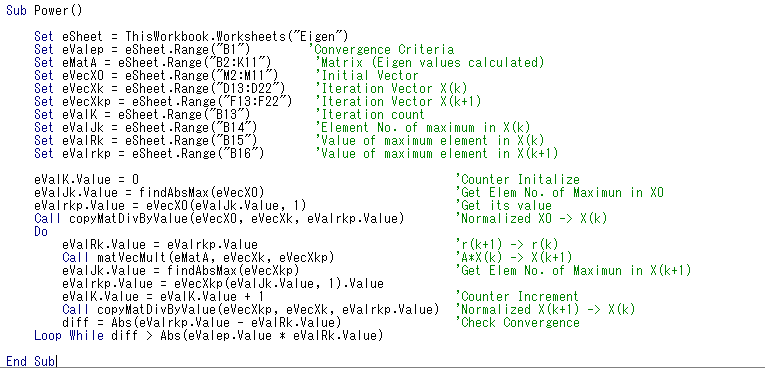 Sub Power()
Set eSheet = ThisWorkbook.Worksheets("Eigen")
Set eValep = eSheet.Range("B1") 'Convergence Criteria
Set eMatA = eSheet.Range("B2:K11") 'Matrix (Eigen values calculated)
Set eVecX0 = eSheet.Range("M2:M11") 'Initial Vector
Set eVecXk = eSheet.Range("D13:D22") 'Iteration Vector X(k)
Set eVecXkp = eSheet.Range("F13:F22") 'Iteration Vector X(k+1)
Set eValK = eSheet.Range("B13") 'Iteration count
Set eValJk = eSheet.Range("B14") 'Element No. of maximum in X(k)
Set eValRk = eSheet.Range("B15") 'Value of maximum element in X(k)
Set eValrkp = eSheet.Range("B16") 'Value of maximum element in X(k+1)
eValK.Value = 0 'Counter Initalize
eValJk.Value = findAbsMax(eVecX0) 'Get Elem No. of Maximun in X0
eValrkp.Value = eVecX0(eValJk.Value, 1) 'Get its value
Call copyMatDivByValue(eVecX0, eVecXk, eValrkp.Value) 'Normalized X0 -> X(k)
Do
eValRk.Value = eValrkp.Value 'r(k+1) -> r(k)
Call matVecMult(eMatA, eVecXk, eVecXkp) 'A*X(k) -> X(k+1)
eValJk.Value = findAbsMax(eVecXkp) 'Get Elem No. of Maximun in X(k+1)
eValrkp.Value = eVecXkp(eValJk.Value, 1).Value
eValK.Value = eValK.Value + 1 'Counter Increment
Call copyMatDivByValue(eVecXkp, eVecXk, eValrkp.Value) 'Normalized X(k+1) -> X(k)
diff = Abs(eValrkp.Value - eValRk.Value) 'Check Convergence
Loop While diff > Abs(eValep.Value * eValRk.Value)
End Sub